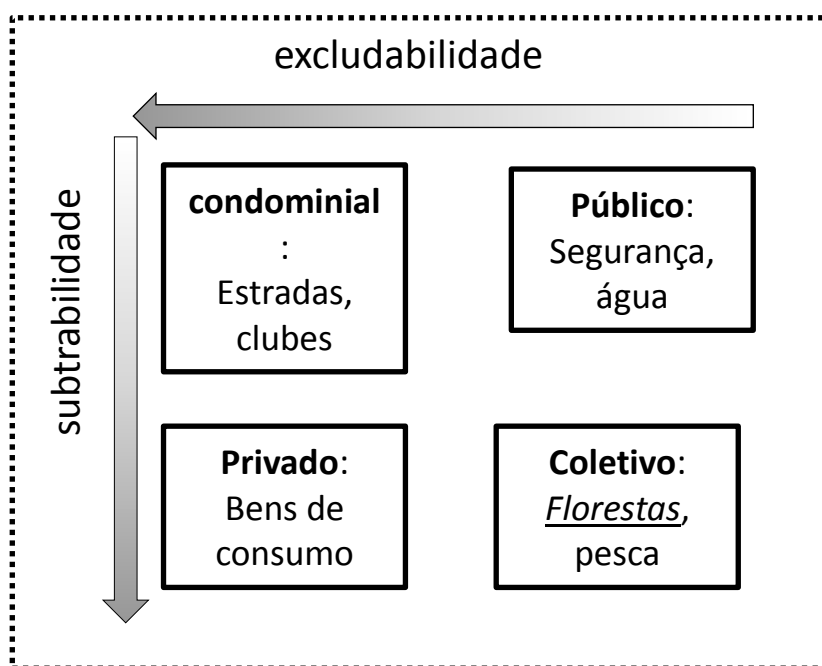 excludabilidade
subtrabilidade
condominial
:
Estradas,
clubes
Público:
Segurança,
água
Privado:
Bens de
consumo
Coletivo:
Florestas,
pesca